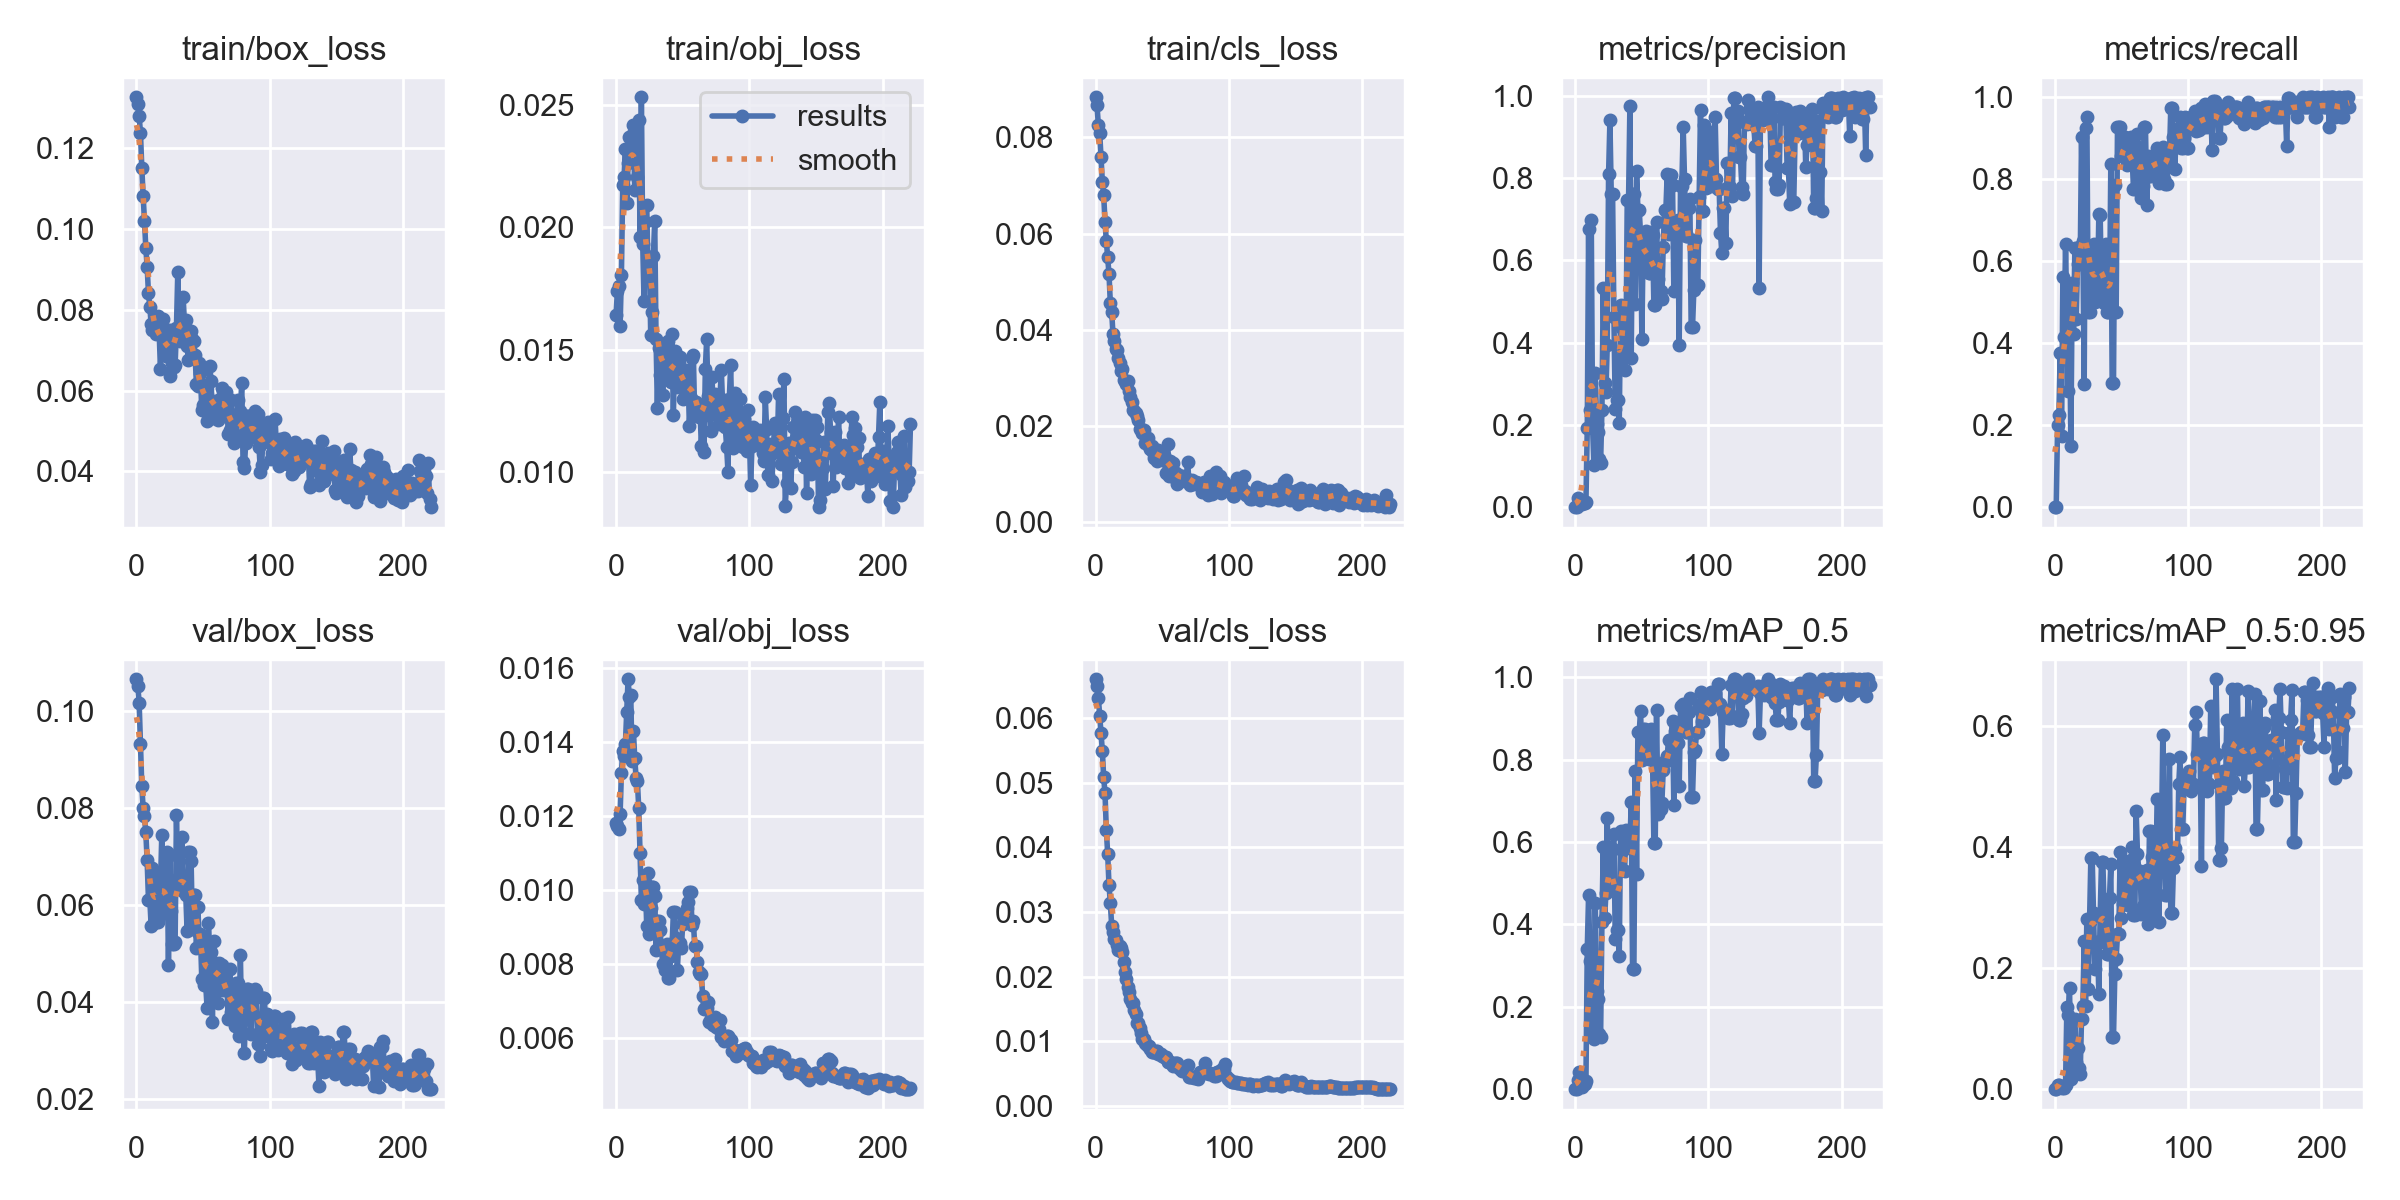 train/box_loss
0.12
0.10
0.08
0.06
0.04
0 100 200
train/obj_loss
results
smooth
0.025
0.020
0.015
0.010
0 100 200
train/cls_loss
0.08
0.06
0.04
0.02
0.00
0 100 200
metrics/precision
1.0
0.8
0.6
0.4
0.2
0.0
0 100 200
metrics/recall
1.0
0.8
0.6
0.4
0.2
0.0
0 100 200
val/box_loss
0.10
0.08
0.06
0.04
0.02
0 100 200
val/obj_loss
0.016
0.014
0.012
0.010
0.008
0.006
0 100 200
val/cls_loss
0.06
0.05
0.04
0.03
0.02
0.01
0.00
0 100 200
metrics/mAP_0.5
1.0
0.8
0.6
0.4
0.2
0.0
0 100 200
metrics/mAP_0.5:0.95
0.6
0.4
0.2
0.0
0 100 200